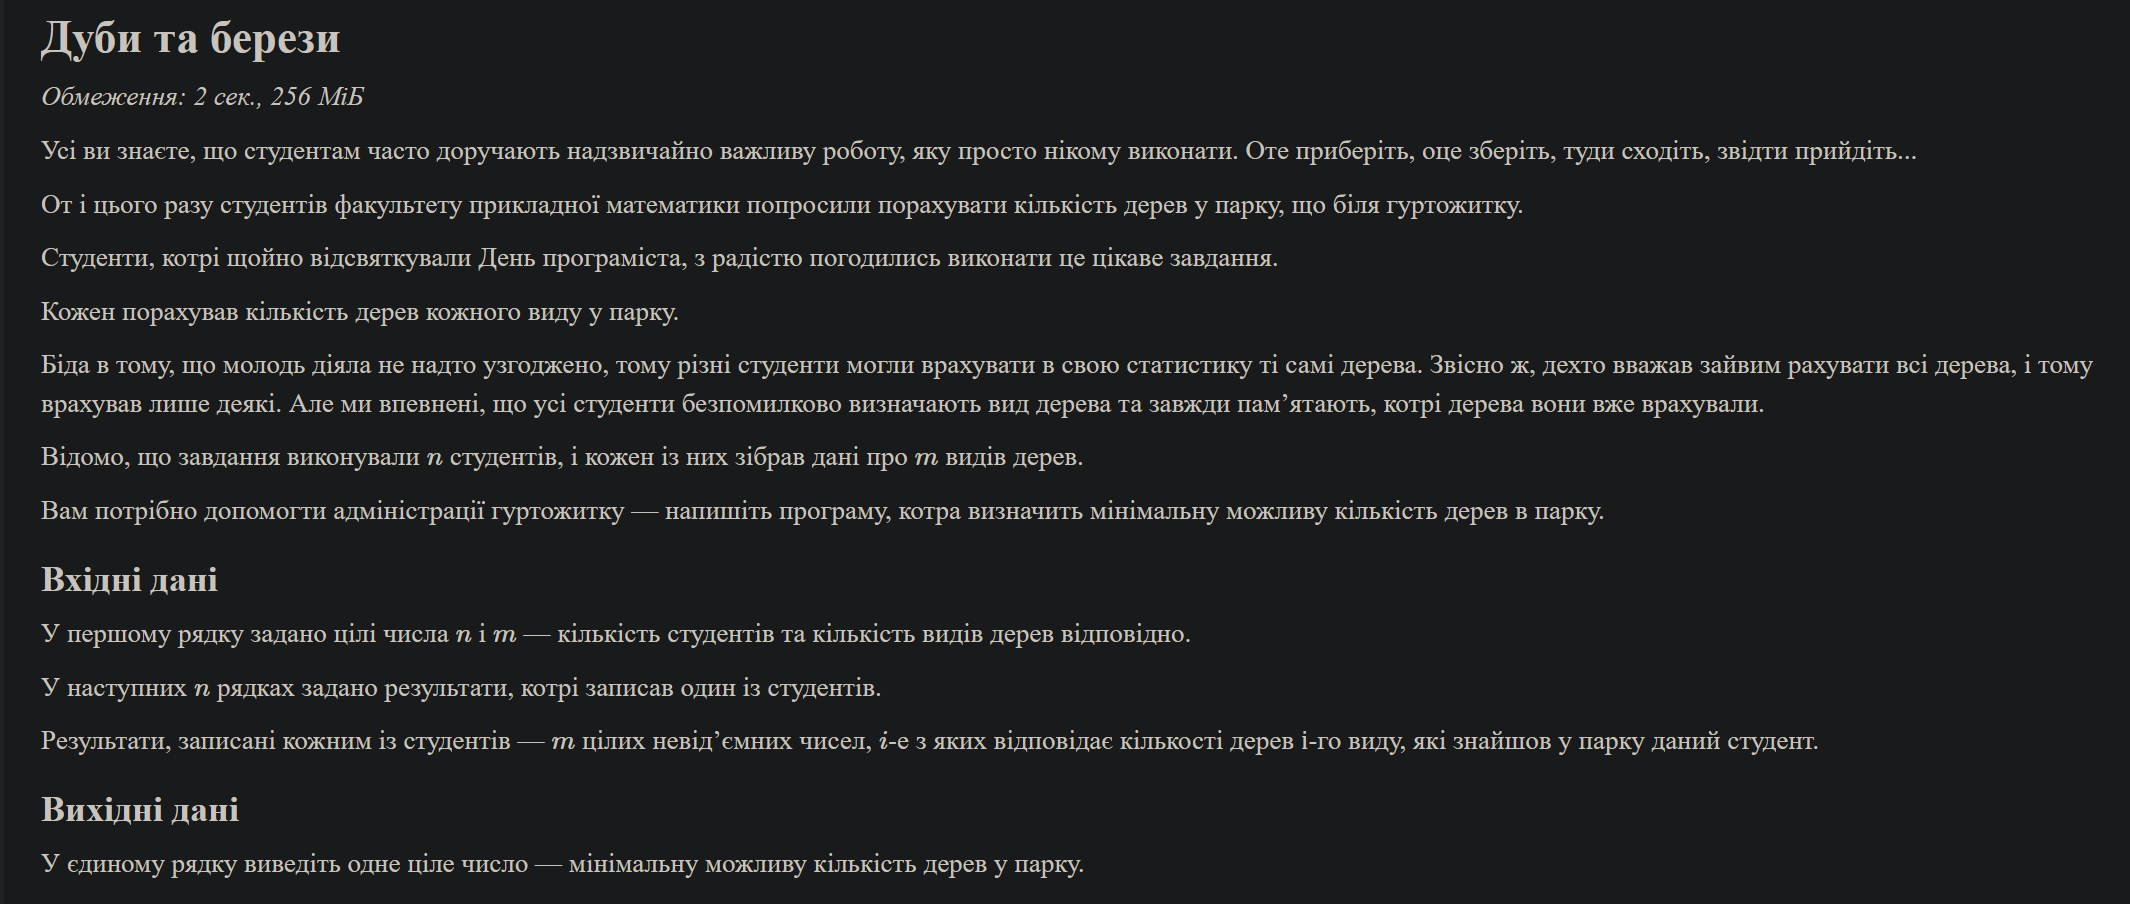 Дуби та берези
Обмеження: 2 сек., 256 МіБ
Усі ви знаєте, що студентам часто доручають надзвичайно важливу роботу, яку просто нікому виконати. Оте приберіть, оце зберіть, туди сходіть, звідти прийдіть...
От і цього разу студентів факультету прикладної математики попросили порахувати кількість дерев у парку, що біля гуртожитку.
Студенти, котрі щойно відсвяткували День програміста, з радістю погодились виконати це цікаве завдання.
Кожен порахував кількість дерев кожного виду у парку.
Біда в тому, що молодь діяла не надто узгоджено, тому різні студенти могли врахувати в свою статистику ті самі дерева. Звісно ж, дехто вважав зайвим рахувати всі дерева, і тому
врахував лише деякі. Але ми впевнені, що усі студенти безпомилково визначають вид дерева та завжди пам’ятають, котрі дерева вони вже врахували.
Відомо, що завдання виконували n студентів, і кожен із них зібрав дані про m видів дерев.
Вам потрібно допомогти адміністрації гуртожитку — напишіть програму, котра визначить мінімальну можливу кількість дерев в парку.
Вхідні дані
У першому рядку задано цілі числа n і m — кількість студентів та кількість видів дерев відповідно.
У наступних n рядках задано результати, котрі записав один із студентів.
Результати, записані кожним із студентів — m цілих невід’ємних чисел, i-е з яких відповідає кількості дерев і-го виду, які знайшов у парку даний студент.
Вихідні дані
У єдиному рядку виведіть одне ціле число — мінімальну можливу кількість дерев у парку.